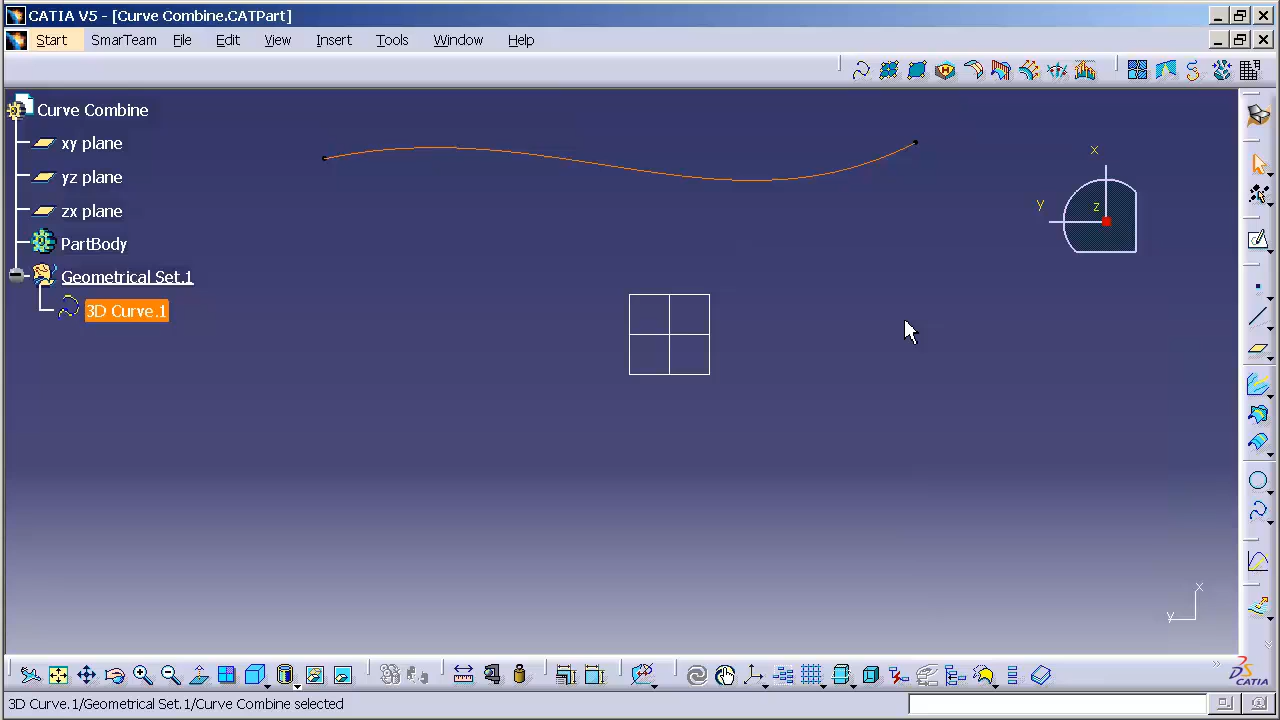 CATIA V5 - [Curve Combine.CATPart]
Start SmarTeam File Edit View Insert Tools Window Help
Curve Combine
xy plane
yz plane
zx plane
PartBody
Geometrical Set.1
3D Curve.1
x
y
z
x
y
CATIA
3D Curve.1/Geometrical Set.1/Curve Combine selected